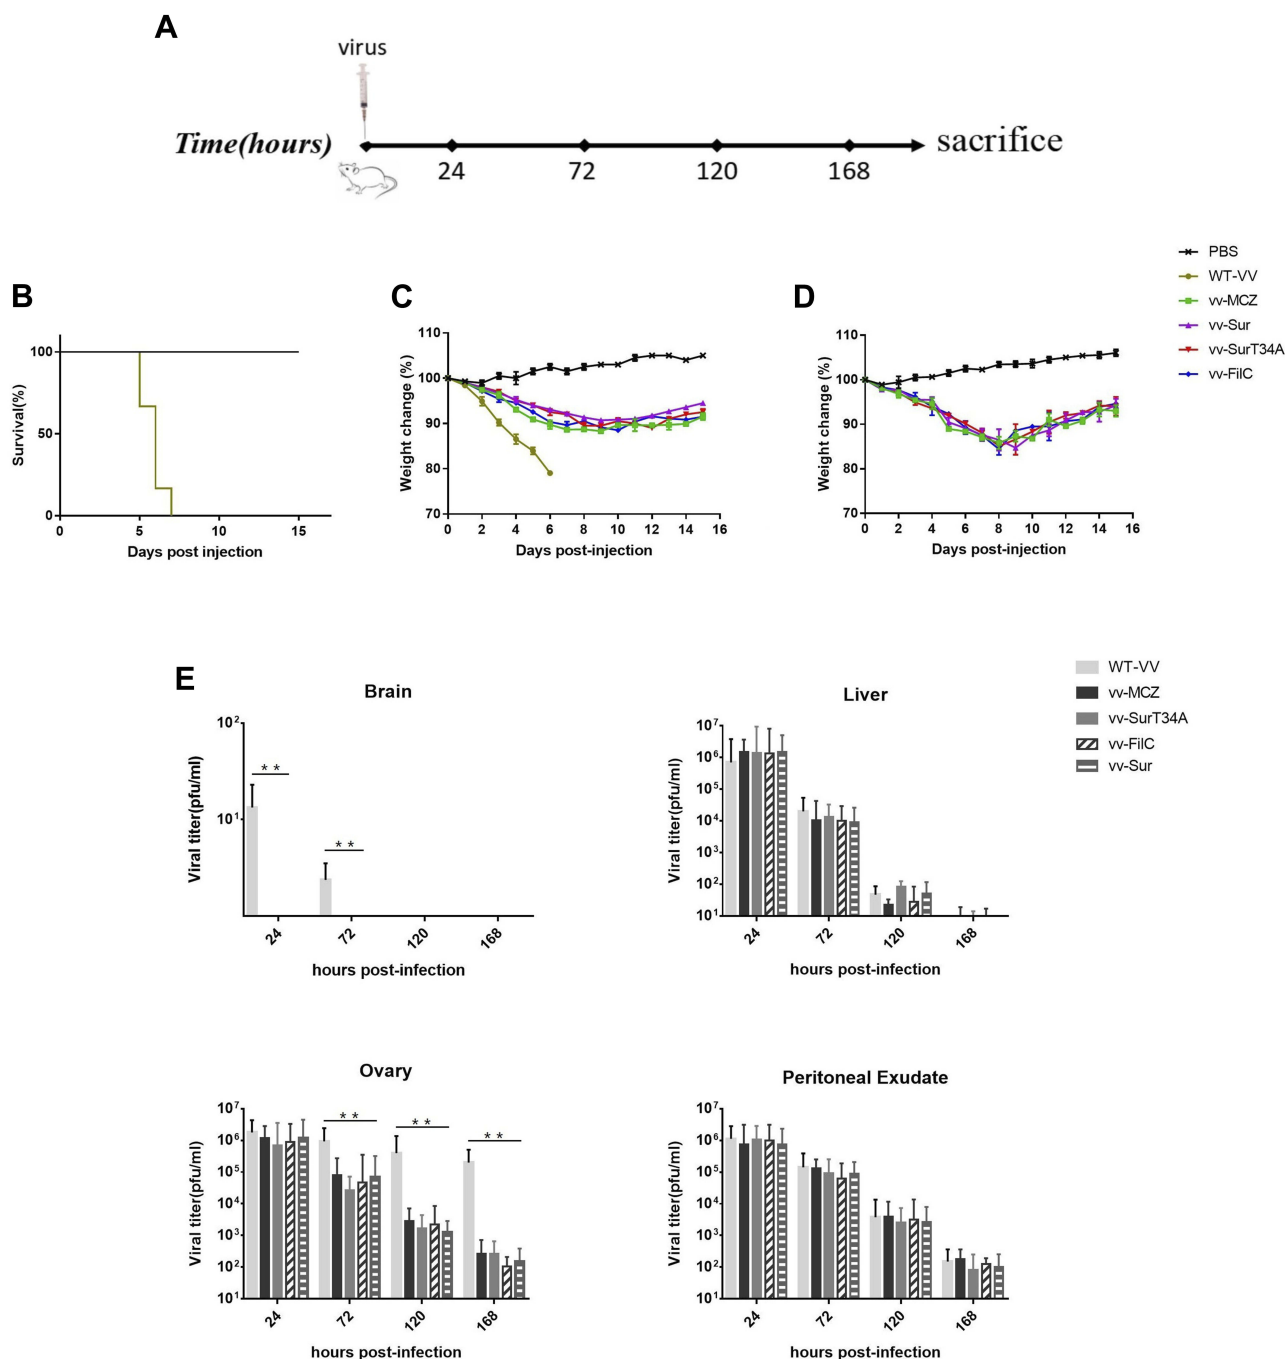 A
virus
Time(hours)
sacrifice
24
72
120
168
PBS
WT-VV
vv-MCZ
vv-Sur
vv-SurT34A
vv-FilC
B
Survival(%)
100
50
0
0
5
10
15
Days post injection
C
Weight change (%)
110
100
90
80
70
0
2
4
6
8
10
12
14
16
Days post-injection
D
Weight change (%)
110
100
90
80
70
0
2
4
6
8
10
12
14
16
Days post-injection
E
WT-VV
vv-MCZ
vv-SurT34A
vv-FilC
vv-Sur
Brain
Viral titer(pfu/ml)
10²
10¹
* *
* *
24
72
120
168
hours post-infection
Liver
Viral titer(pfu/ml)
10⁷
10⁶
10⁵
10⁴
10³
10²
10¹
24
72
120
168
hours post-infection
Ovary
Viral titer(pfu/ml)
10⁷
10⁶
10⁵
10⁴
10³
10²
10¹
* *
* *
* *
24
72
120
168
hours post-infection
Peritoneal Exudate
Viral titer(pfu/ml)
10⁷
10⁶
10⁵
10⁴
10³
10²
10¹
24
72
120
168
hours post-infection